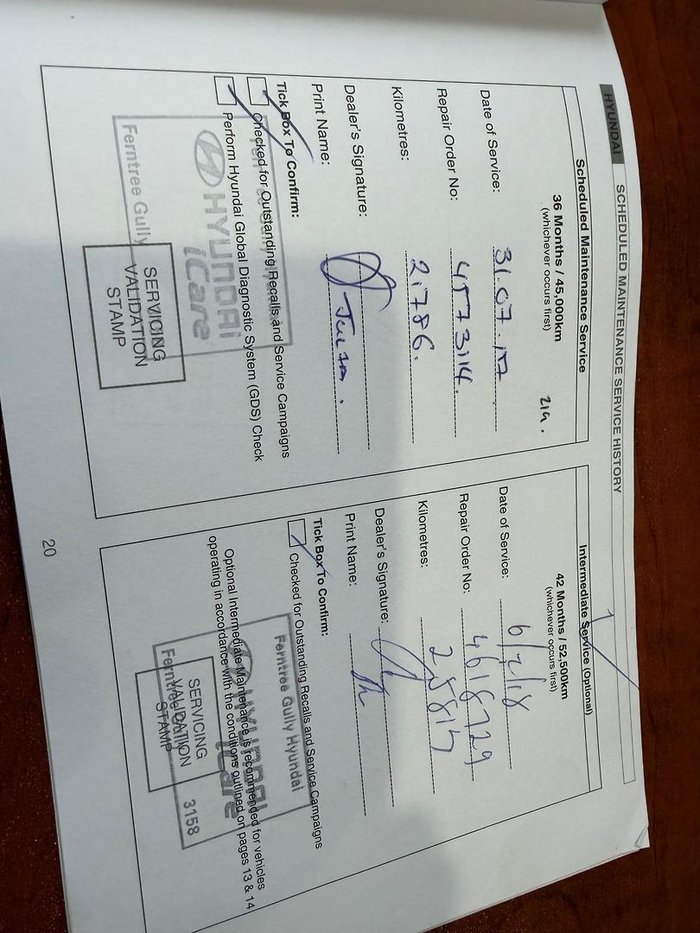 HYUNDAI SCHEDULED MAINTENANCE SERVICE HISTORY
Scheduled Maintenance Service
36 Months / 45,000km
(whichever occurs first)
219.
Date of Service: 31.07.17
Repair Order No: 4573114.
Kilometres: 21,786.
Dealer's Signature:
Print Name:
Tick Box To Confirm:
Checked for Outstanding Recalls and Service Campaigns
Perform Hyundai Global Diagnostic System (GDS) Check
HYUNDAI
iCare
Ferntree Gully
SERVICING
VALIDATION
STAMP
Intermediate Service (Optional)
42 Months / 52,500km
(whichever occurs first)
Date of Service: 6/2/18
Repair Order No: 4618729
Kilometres: 25817
Dealer's Signature:
Print Name:
Tick Box To Confirm:
Checked for Outstanding Recalls and Service Campaigns
Optional Intermediate Maintenance is recommended for vehicles
operating in accordance with the conditions outlined on pages 13 & 14
Ferntree Gully Hyundai
HYUNDAI
iCare
3158
SERVICING
VALIDATION
STAMP
20